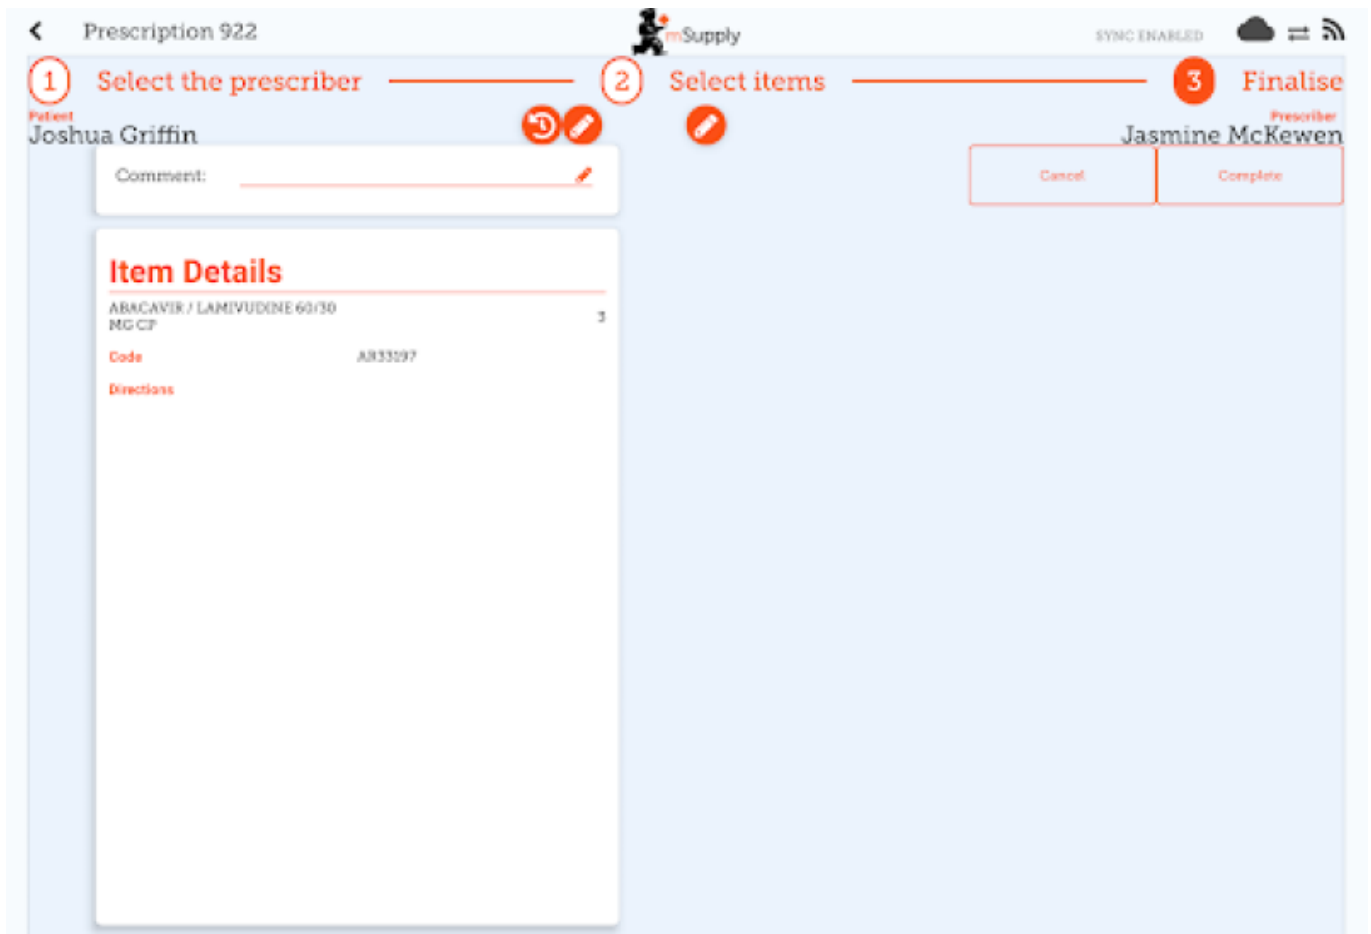 Prescription 922
mSupply
SYNC ENABLED
1 Select the prescriber
2 Select items
3 Finalise
Patient
Joshua Griffin
Prescriber
Jasmine McKewen
Comment:
Cancel
Complete
Item Details
ABACAVIR / LAMIVUDINE 60/30
MG CP
3
Code
AB33197
Directions